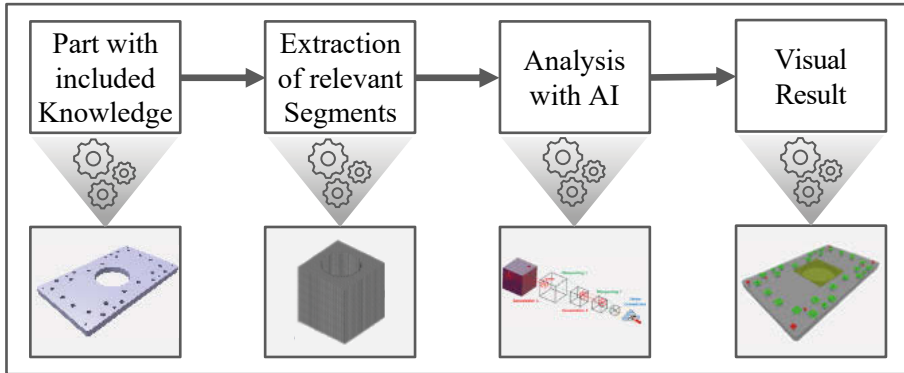 Part with
included
Knowledge
Extraction
of relevant
Segments
Analysis
with AI
Visual
Result